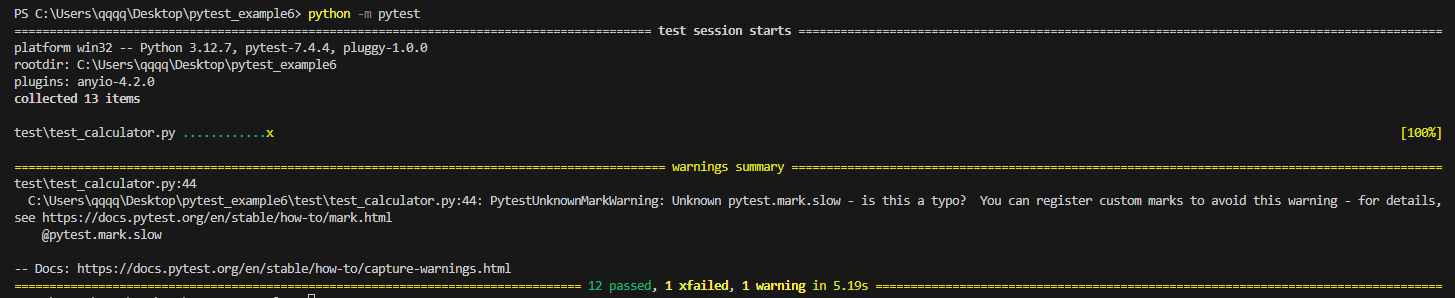 PS C:\Users\qqqq\Desktop\pytest_example6> python -m pytest
============================= test session starts =============================
platform win32 -- Python 3.12.7, pytest-7.4.4, pluggy-1.0.0
rootdir: C:\Users\qqqq\Desktop\pytest_example6
plugins: anyio-4.2.0
collected 13 items
test\test_calculator.py ............x [100%]
============================= warnings summary =============================
test\test_calculator.py:44
C:\Users\qqqq\Desktop\pytest_example6\test\test_calculator.py:44: PytestUnknownMarkWarning: Unknown pytest.mark.slow - is this a typo?  You can register custom marks to avoid this warning - for details,
see https://docs.pytest.org/en/stable/how-to/mark.html
@pytest.mark.slow
-- Docs: https://docs.pytest.org/en/stable/how-to/capture-warnings.html
============================= 12 passed, 1 xfailed, 1 warning in 5.19s =============================